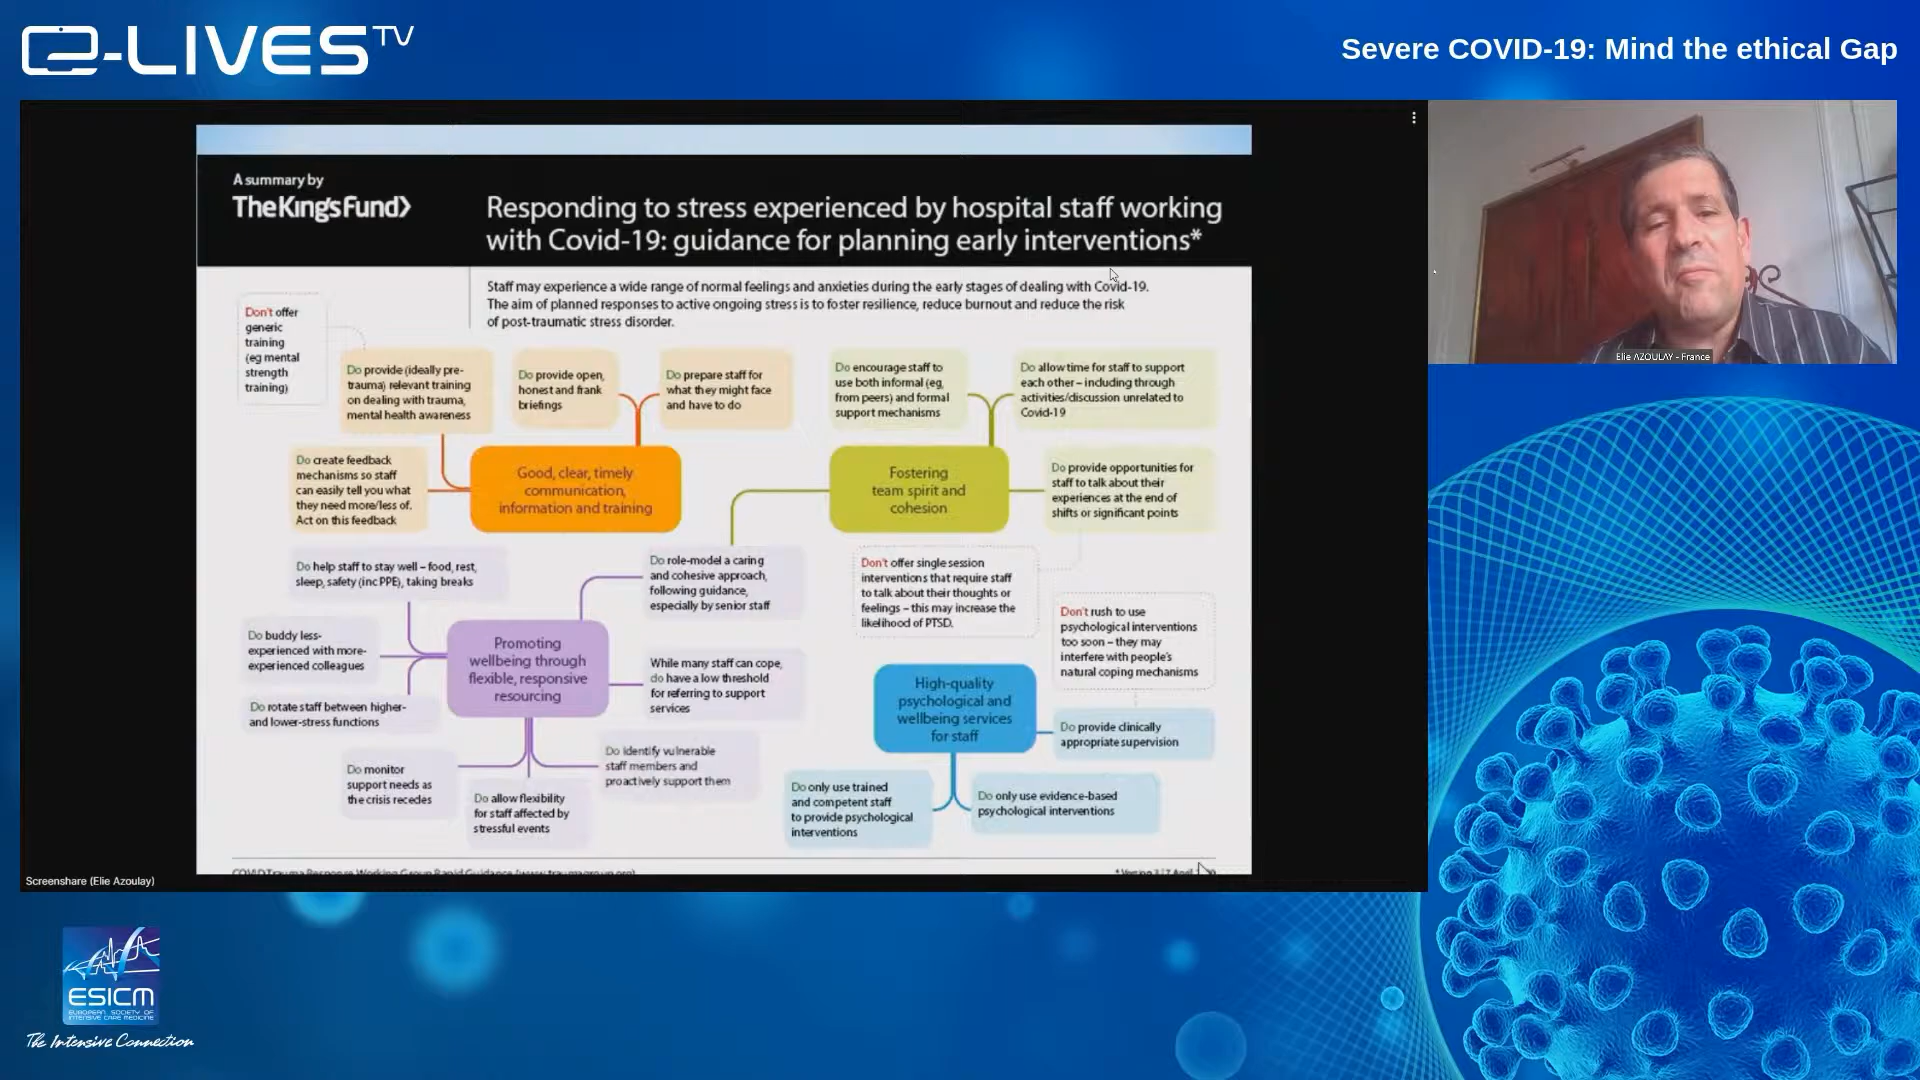 e-LIVES TV
Severe COVID-19: Mind the ethical Gap
A summary by
TheKing'sFund>
Responding to stress experienced by hospital staff working
with Covid-19: guidance for planning early interventions*
Staff may experience a wide range of normal feelings and anxieties during the early stages of dealing with Covid-19.
The aim of planned responses to active ongoing stress is to foster resilience, reduce burnout and reduce the risk
of post-traumatic stress disorder.
Don't offer
generic
training
(eg mental
strength
training)
Do provide (ideally pre-
trauma) relevant training
on dealing with trauma,
mental health awareness
Do provide open,
honest and frank
briefings
Do prepare staff for
what they might face
and have to do
Do create feedback
mechanisms so staff
can easily tell you what
they need more/less of.
Act on this feedback
Good, clear, timely
communication,
information and training
Do encourage staff to
use both informal (eg,
from peers) and formal
support mechanisms
Do allow time for staff to support
each other – including through
activities/discussion unrelated to
Covid-19
Fostering
team spirit and
cohesion
Do provide opportunities for
staff to talk about their
experiences at the end of
shifts or significant points
Do help staff to stay well – food, rest,
sleep, safety (inc PPE), taking breaks
Do role-model a caring
and cohesive approach,
following guidance,
especially by senior staff
Don't offer single session
interventions that require staff
to talk about their thoughts or
feelings – this may increase the
likelihood of PTSD.
Don't rush to use
psychological interventions
too soon – they may
interfere with people's
natural coping mechanisms
Do buddy less-
experienced with more-
experienced colleagues
Promoting
wellbeing through
flexible, responsive
resourcing
While many staff can cope,
do have a low threshold
for referring to support
services
Do rotate staff between higher-
and lower-stress functions
High-quality
psychological and
wellbeing services
for staff
Do provide clinically
appropriate supervision
Do monitor
support needs as
the crisis recedes
Do allow flexibility
for staff affected by
stressful events
Do identify vulnerable
staff members and
proactively support them
Do only use trained
and competent staff
to provide psychological
interventions
Do only use evidence-based
psychological interventions
COVID Trauma Response Working Group Rapid Guidance (www.traumagroup.org)
Screenshare (Elie Azoulay)
Elie AZOULAY - France
ESICM
EUROPEAN SOCIETY OF
INTENSIVE CARE MEDICINE
The Intensive Connection